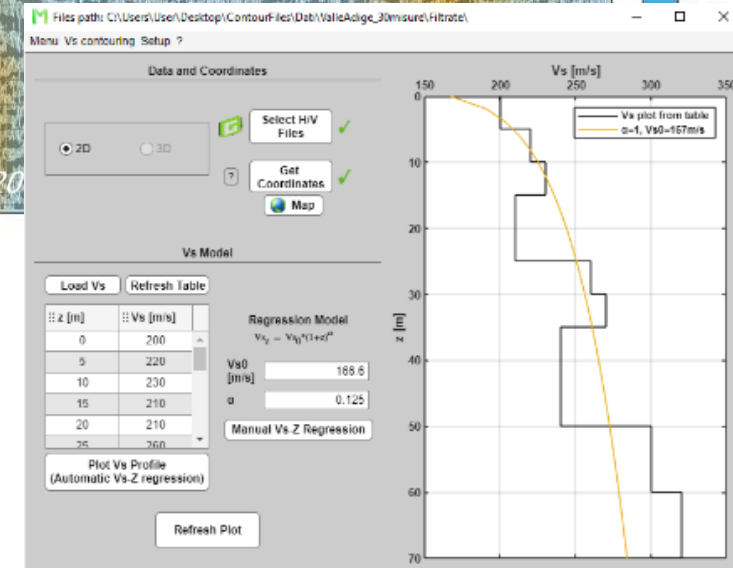 Files path: C:\Users\User\Desktop\ContourFiles\Dati\ValleAdige_30misure\Filtrate\
Menu Vs contouring Setup ?
Data and Coordinates
2D
3D
Select H/V
Files
?
Get
Coordinates
Map
Vs Model
Load Vs
Refresh Table
z [m] Vs [m/s]
0 200
5 220
10 230
15 210
20 210
25 260
Plot Vs Profile
(Automatic Vs-Z regression)
Regression Model
Vs_z = Vs_0*(1+z)^α
Vs0
[m/s]
166.6
α
0.125
Manual Vs-Z Regression
Refresh Plot
Vs [m/s]
150 200 250 300 350
Vs plot from table
α=1, Vs0=167m/s
z [m]
0
10
20
30
40
50
60
70